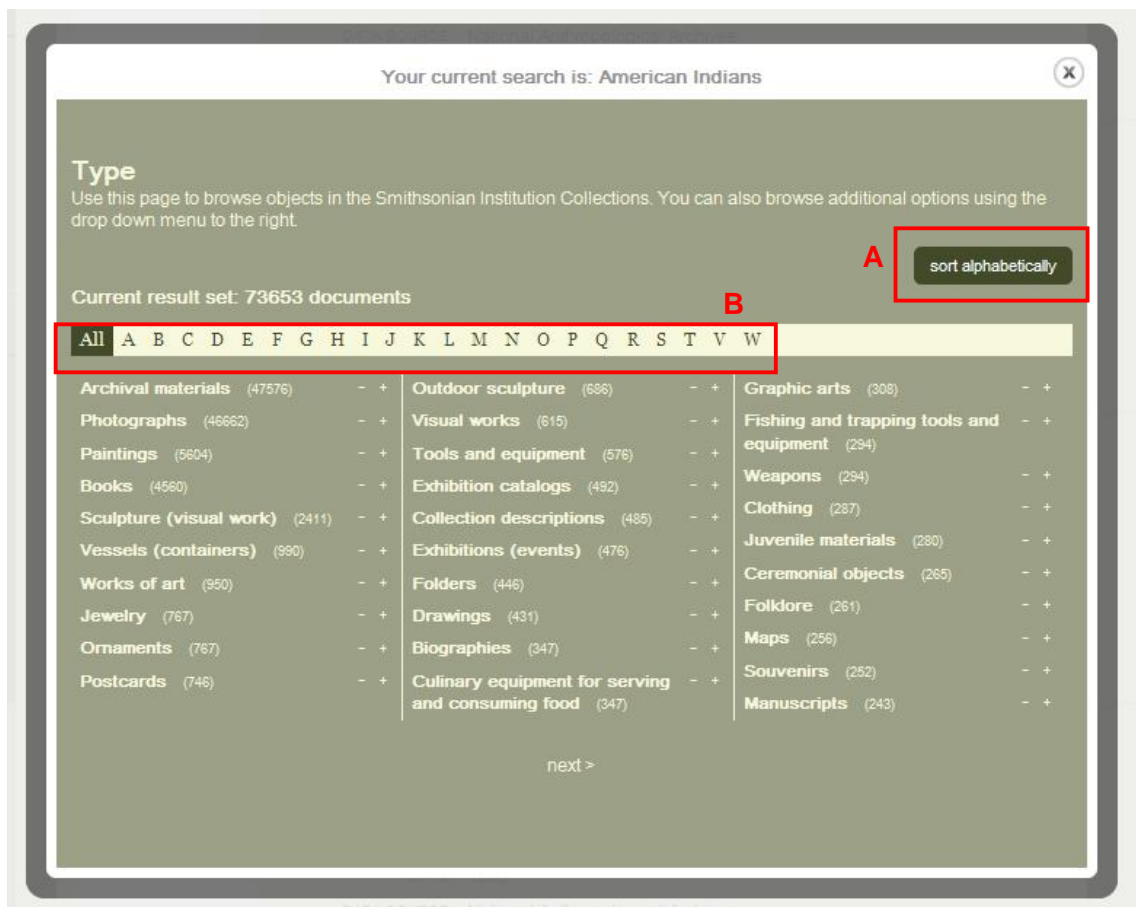 Your current search is: American Indians
x
Type
Use this page to browse objects in the Smithsonian Institution Collections. You can also browse additional options using the
drop down menu to the right.
A
sort alphabetically
Current result set: 73653 documents
B
All A B C D E F G H I J K L M N O P Q R S T V W
Archival materials (47576) - +
Photographs (46662) - +
Paintings (5604) - +
Books (4560) - +
Sculpture (visual work) (2411) - +
Vessels (containers) (990) - +
Works of art (950) - +
Jewelry (767) - +
Ornaments (767) - +
Postcards (746) - +
Outdoor sculpture (686) - +
Visual works (615) - +
Tools and equipment (576) - +
Exhibition catalogs (492) - +
Collection descriptions (485) - +
Exhibitions (events) (476) - +
Folders (446) - +
Drawings (431) - +
Biographies (347) - +
Culinary equipment for serving - +
and consuming food (347)
Graphic arts (308) - +
Fishing and trapping tools and - +
equipment (294)
Weapons (294) - +
Clothing (287) - +
Juvenile materials (280) - +
Ceremonial objects (265) - +
Folklore (261) - +
Maps (256) - +
Souvenirs (252) - +
Manuscripts (243) - +
next >